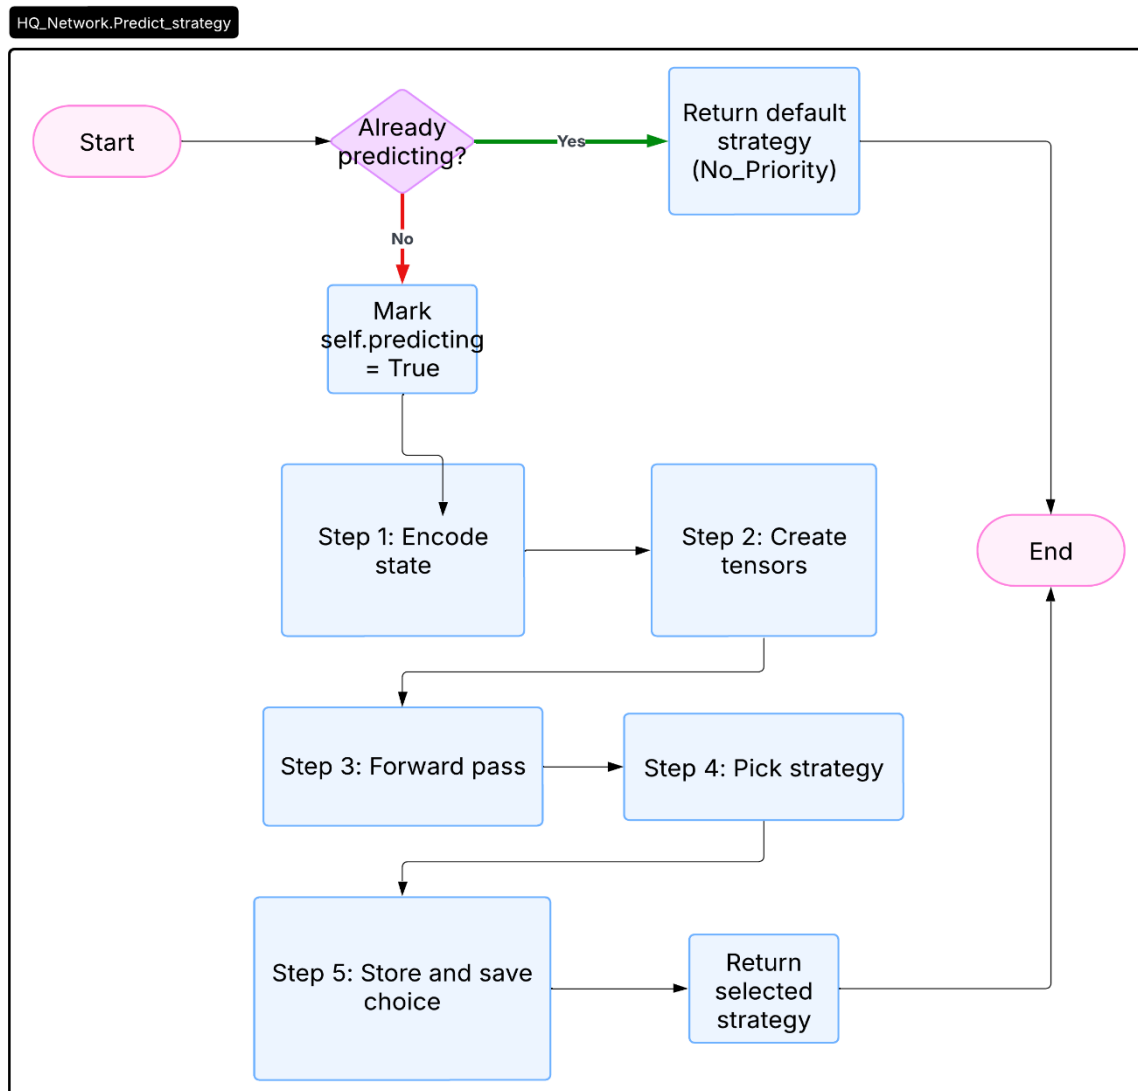 HQ_Network.Predict_strategy
Start
Already
predicting?
Yes
Return default
strategy
(No_Priority)
No
Mark
self.predicting
= True
Step 1: Encode
state
Step 2: Create
tensors
End
Step 3: Forward pass
Step 4: Pick strategy
Step 5: Store and save
choice
Return
selected
strategy